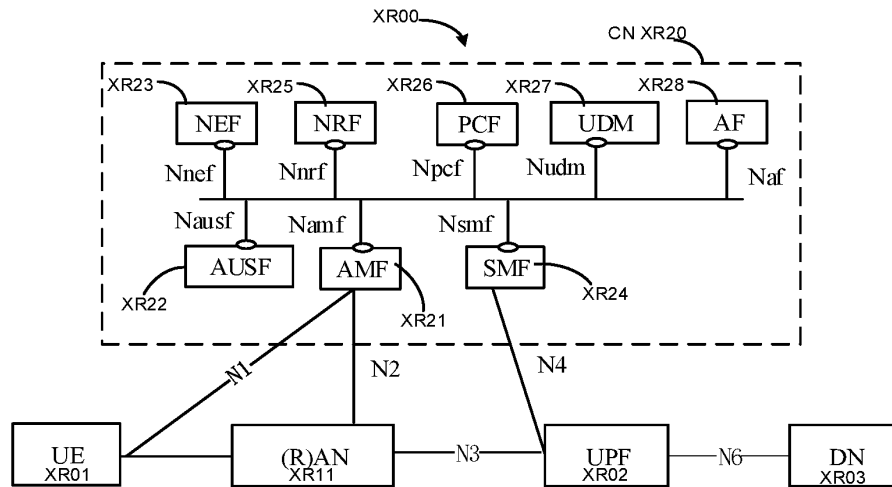 XR00
CN XR20
XR23
XR25
XR26
XR27
XR28
NEF
NRF
PCF
UDM
AF
Nnef
Nnrf
Npcf
Nudm
Naf
Nausf
Namf
Nsmf
AUSF
AMF
SMF
XR22
XR21
XR24
N1
N2
N4
UE
XR01
(R)AN
XR11
N3
UPF
XR02
N6
DN
XR03